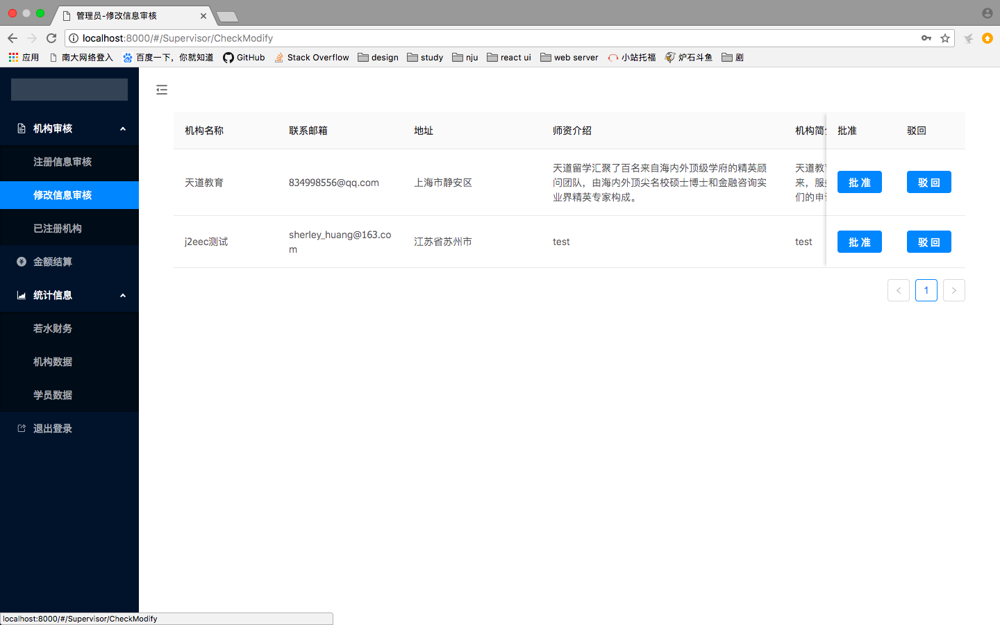 管理员-修改信息审核
localhost:8000/#/Supervisor/CheckModify
应用 南大网络登入 百度一下，你就知道 GitHub Stack Overflow design study nju react ui web server 小站托福 炉石斗鱼 剧
机构审核
注册信息审核
修改信息审核
已注册机构
金额结算
统计信息
若水财务
机构数据
学员数据
退出登录
机构名称 联系邮箱 地址 师资介绍 机构简 批准 驳回
天道教育 834998556@qq.com 上海市静安区
天道留学汇聚了百名来自海内外顶级学府的精英顾
问团队，由海内外顶尖名校硕士博士和金融咨询实
业界精英专家构成。
天道教
来，服
们的申
批 准 驳 回
j2eec测试
sherley_huang@163.co
m
江苏省苏州市 test test 批 准 驳 回
< 1 >
localhost:8000/#/Supervisor/CheckModify